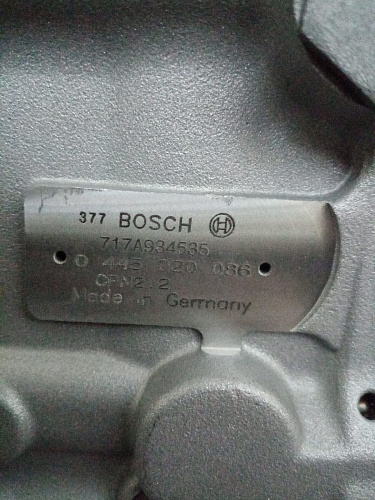 377 BOSCH
717A934535
0 445 020 086
CPN2.2
Made in Germany